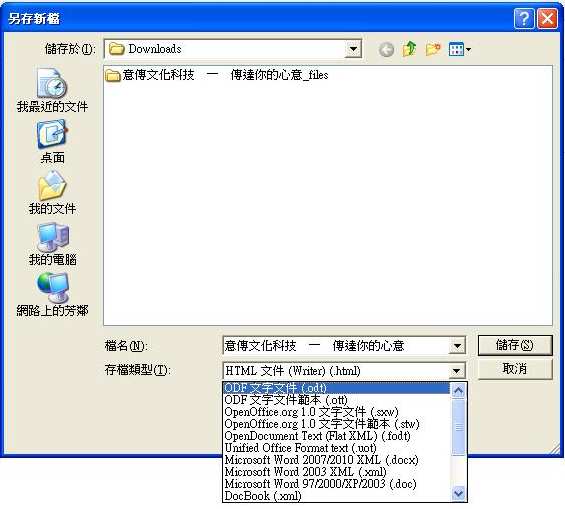 另存新檔
儲存於(I):
Downloads
意傳文化科技　一　傳達你的心意_files
我最近的文件
桌面
我的文件
我的電腦
網路上的芳鄰
檔名(N):
意傳文化科技　一　傳達你的心意
儲存(S)
存檔類型(T):
HTML 文件 (Writer) (.html)
取消
ODF 文字文件 (.odt)
ODF 文字文件範本 (.ott)
OpenOffice.org 1.0 文字文件 (.sxw)
OpenOffice.org 1.0 文字文件範本 (.stw)
OpenDocument Text (Flat XML) (.fodt)
Unified Office Format text (.uot)
Microsoft Word 2007/2010 XML (.docx)
Microsoft Word 2003 XML (.xml)
Microsoft Word 97/2000/XP/2003 (.doc)
DocBook (.xml)